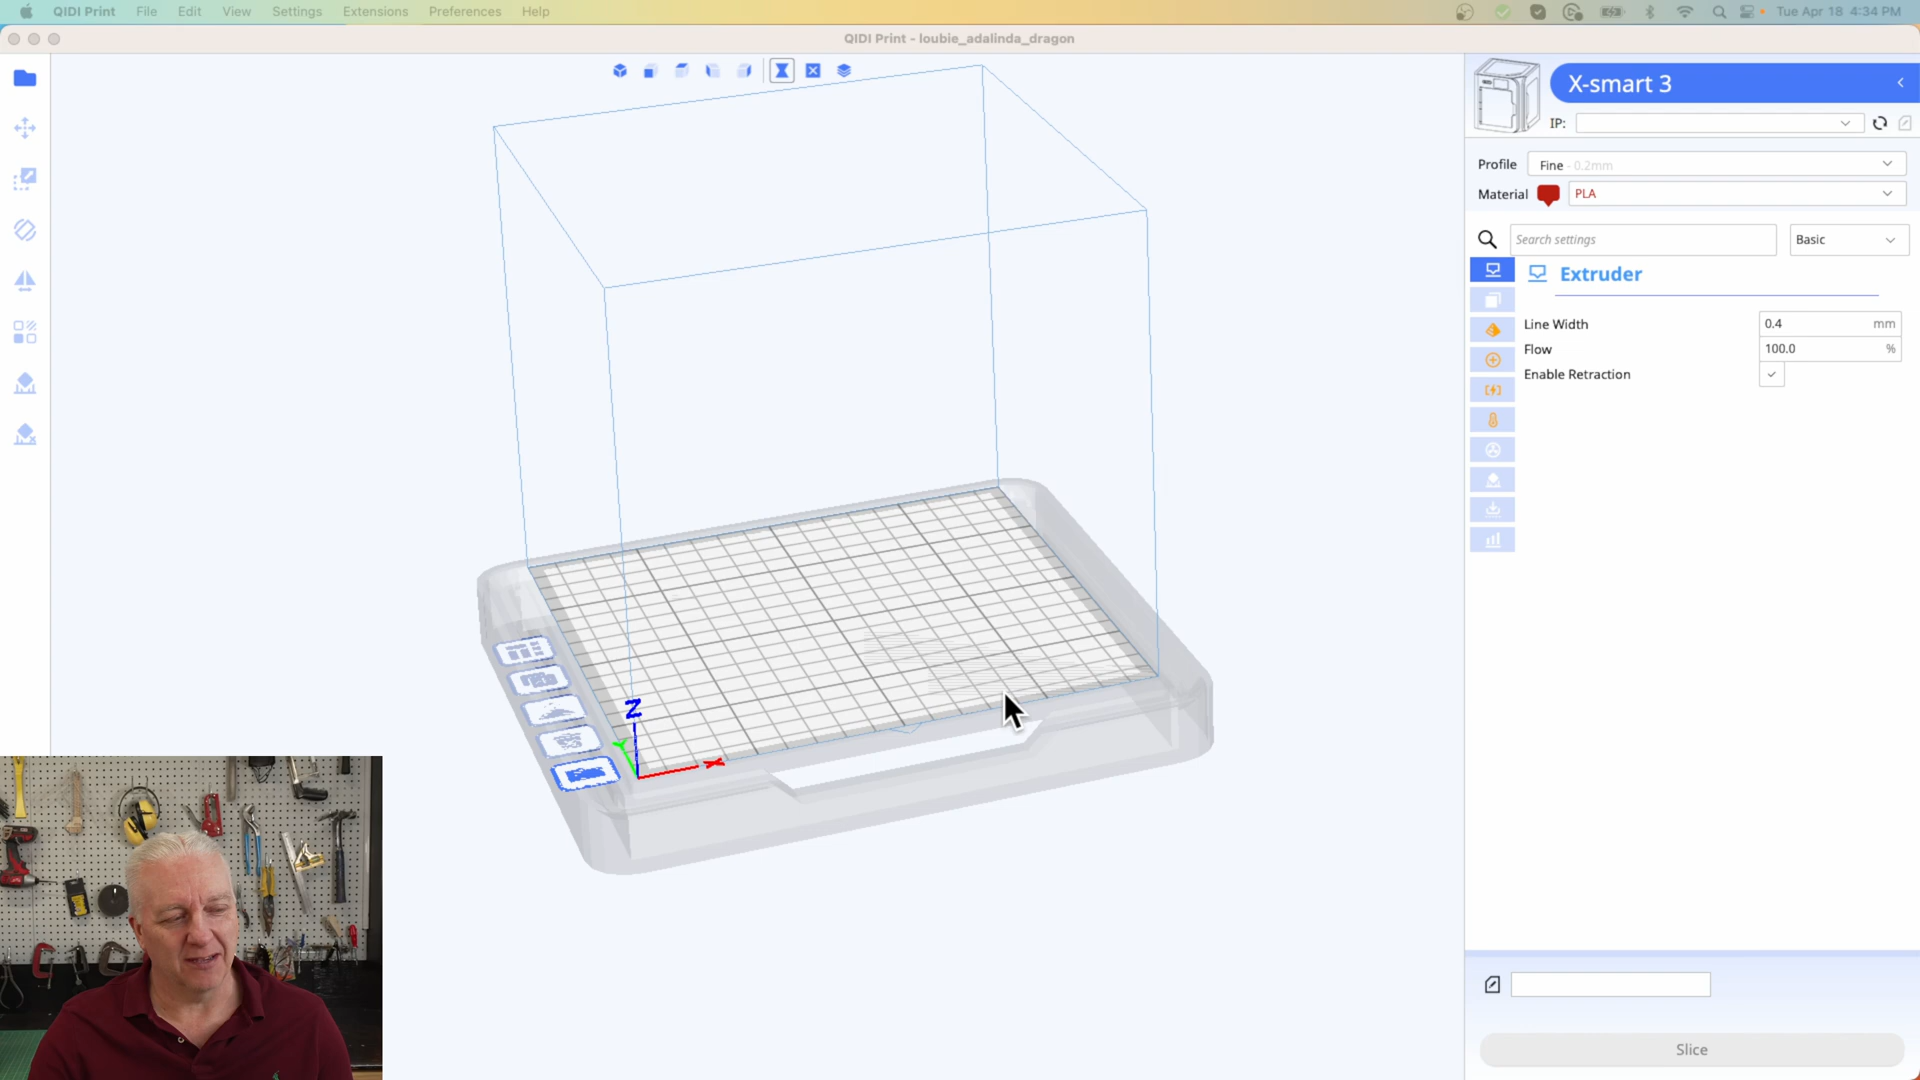 QIDI Print File Edit View Settings Extensions Preferences Help Tue Apr 18 4:34 PM
QIDI Print - loubie_adalinda_dragon
X-smart 3
IP:
Profile Fine - 0.2mm
Material PLA
Search settings Basic
Extruder
Line Width 0.4 mm
Flow 100.0 %
Enable Retraction
Z
Y
X
Slice